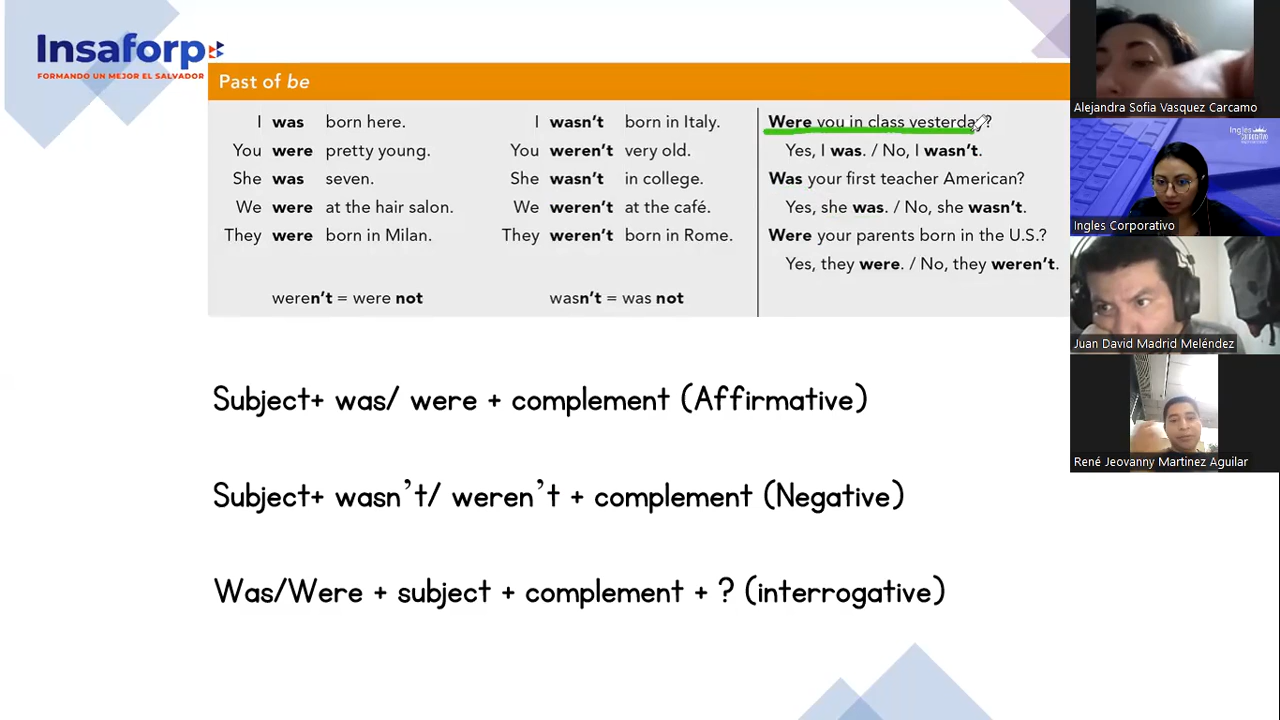 Insaforp
FORMANDO UN MEJOR EL SALVADOR
Past of be
I was born here.
You were pretty young.
She was seven.
We were at the hair salon.
They were born in Milan.
weren't = were not
I wasn't born in Italy.
You weren't very old.
She wasn't in college.
We weren't at the café.
They weren't born in Rome.
wasn't = was not
Were you in class yesterday?
Yes, I was. / No, I wasn't.
Was your first teacher American?
Yes, she was. / No, she wasn't.
Were your parents born in the U.S.?
Yes, they were. / No, they weren't.
Subject+ was/ were + complement (Affirmative)
Subject+ wasn't/ weren't + complement (Negative)
Was/Were + subject + complement + ? (interrogative)
Alejandra Sofia Vasquez Carcamo
Ingles Corporativo
Juan David Madrid Meléndez
René Jeovanny Martinez Aguilar